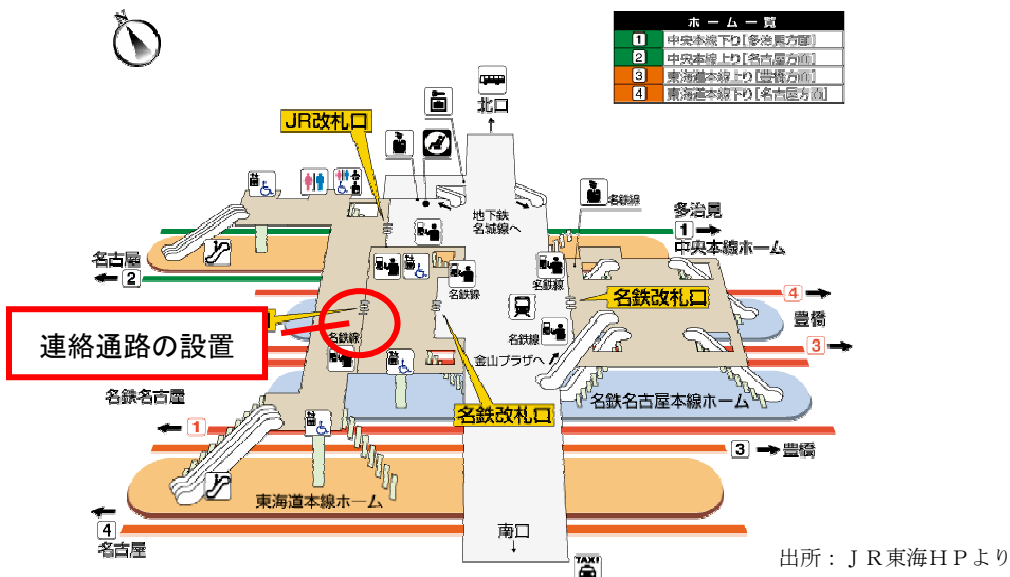 ホーム一覧
1 中央本線下り[多治見方面]
2 中央本線上り[名古屋方面]
3 東海道本線上り[豊橋方面]
4 東海道本線下り[名古屋方面]
北口
JR改札口
名鉄線
地下鉄
名城線へ
多治見
1
中央本線ホーム
名古屋
2
名鉄線
名鉄線
名鉄改札口
4
豊橋
連絡通路の設置
名鉄線
名鉄線
3
金山プラザへ
名鉄名古屋
名鉄名古屋本線ホーム
名鉄改札口
1
3
豊橋
東海道本線ホーム
4
名古屋
南口
TAXI
出所：ＪＲ東海ＨＰより